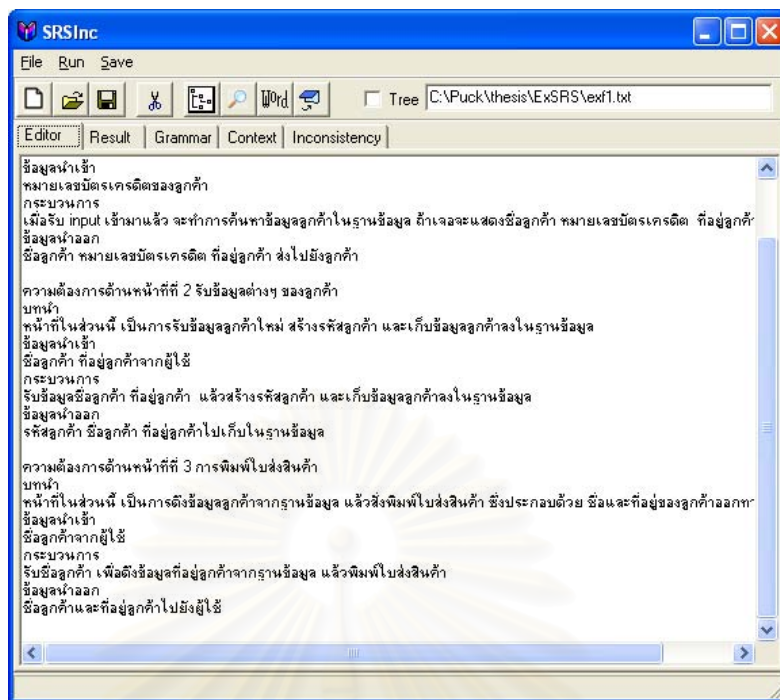 SRSInc
File Run Save
Word Tree C:\Puck\thesis\ExSRS\exf1.txt
Editor Result Grammar Context Inconsistency
ข้อมูลนำเข้า
หมายเลขบัตรเครดิตของลูกค้า
กระบวนการ
เมื่อรับ input เข้ามาแล้ว จะทำการค้นหาข้อมูลลูกค้าในฐานข้อมูล ถ้าเจอจะแสดงชื่อลูกค้า หมายเลขบัตรเครดิต ที่อยู่ลูกค้า
ข้อมูลนำออก
ชื่อลูกค้า หมายเลขบัตรเครดิต ที่อยู่ลูกค้า ส่งไปยังลูกค้า
ความต้องการด้านหน้าที่ที่ 2 รับข้อมูลต่างๆ ของลูกค้า
บทนำ
หน้าที่ในส่วนนี้ เป็นการรับข้อมูลลูกค้าใหม่ สร้างรหัสลูกค้า และเก็บข้อมูลลูกค้าลงในฐานข้อมูล
ข้อมูลนำเข้า
ชื่อลูกค้า ที่อยู่ลูกค้าจากผู้ใช้
กระบวนการ
รับข้อมูลชื่อลูกค้า ที่อยู่ลูกค้า แล้วสร้างรหัสลูกค้า และเก็บข้อมูลลูกค้าลงในฐานข้อมูล
ข้อมูลนำออก
รหัสลูกค้า ชื่อลูกค้า ที่อยู่ลูกค้าไปเก็บในฐานข้อมูล
ความต้องการด้านหน้าที่ที่ 3 การพิมพ์ใบส่งสินค้า
บทนำ
หน้าที่ในส่วนนี้ เป็นการดึงข้อมูลลูกค้าจากฐานข้อมูล แล้วสั่งพิมพ์ใบส่งสินค้า ซึ่งประกอบด้วย ชื่อและที่อยู่ของลูกค้าออกทา
ข้อมูลนำเข้า
ชื่อลูกค้าจากผู้ใช้
กระบวนการ
รับชื่อลูกค้า เพื่อดึงข้อมูลที่อยู่ลูกค้าจากฐานข้อมูล แล้วพิมพ์ใบส่งสินค้า
ข้อมูลนำออก
ชื่อลูกค้าและที่อยู่ลูกค้าไปยังผู้ใช้